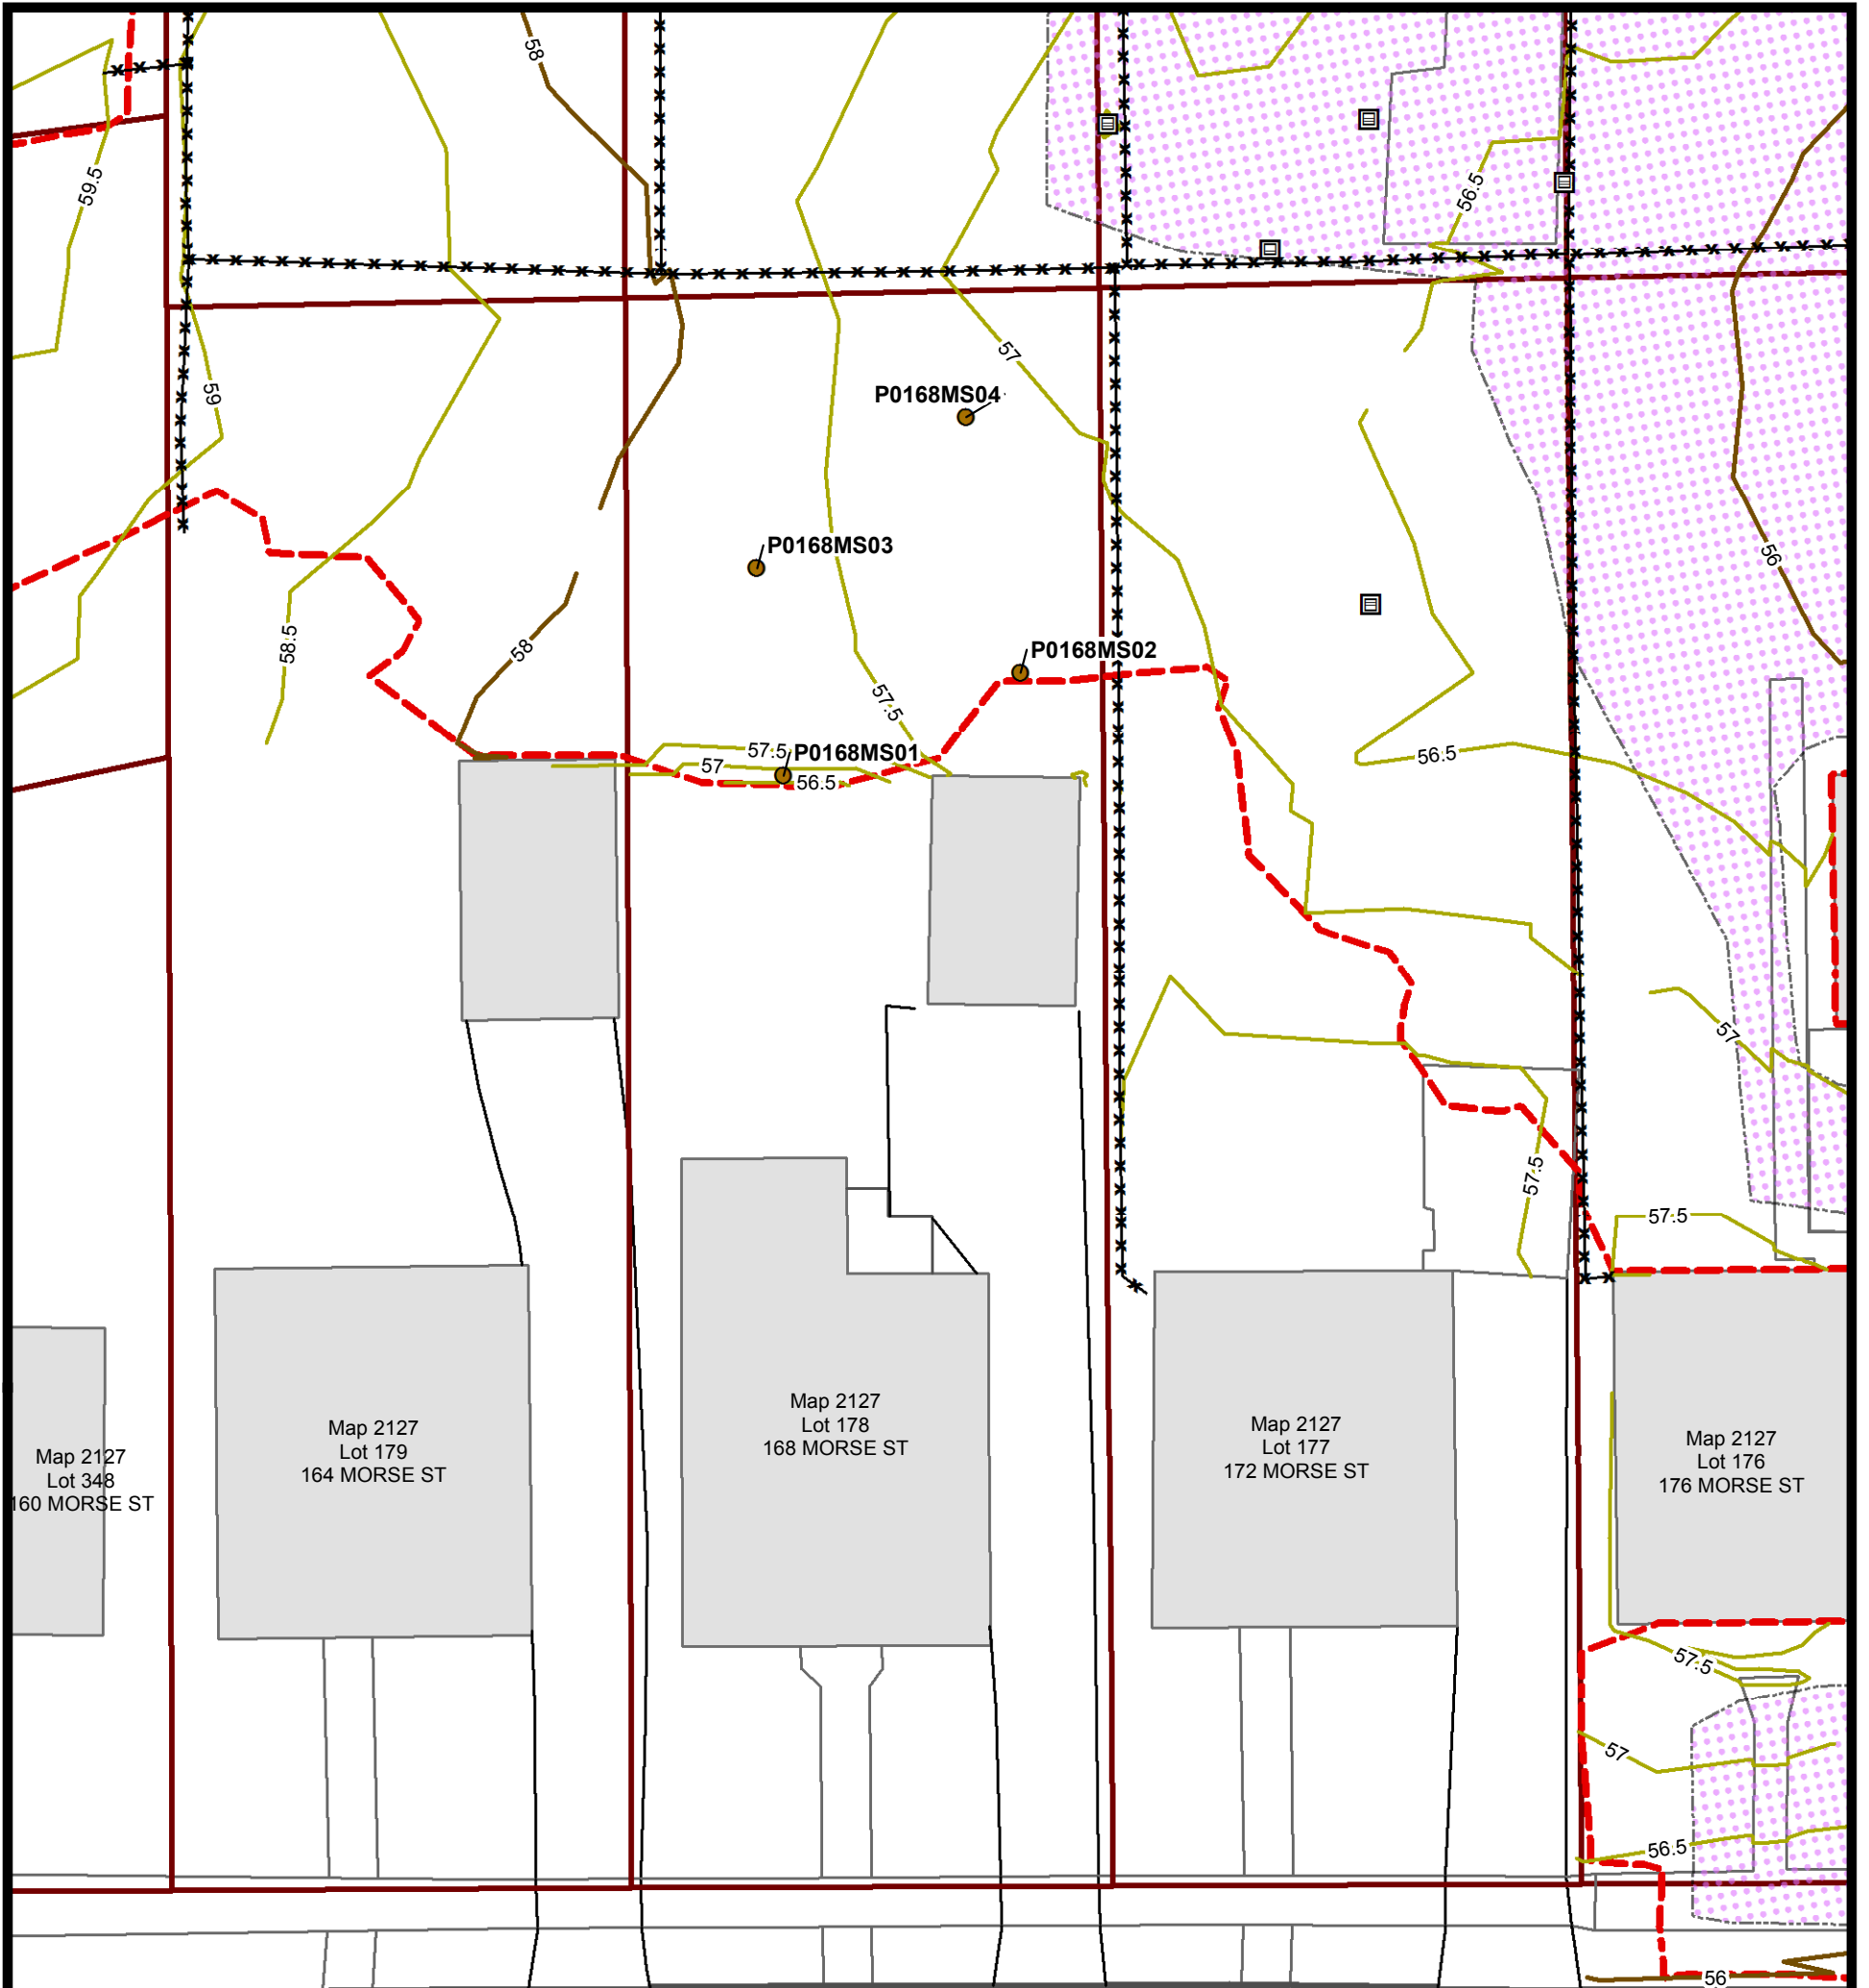 58
59.5
56.5
57
59
P0168MS04
P0168MS03
56
58.5
58
P0168MS02
57.5
57.5
P0168MS01
57
56.5
56.5
57
57.5
57.5
Map 2127
Lot 178
168 MORSE ST
Map 2127
Lot 179
164 MORSE ST
Map 2127
Lot 177
172 MORSE ST
Map 2127
Lot 176
176 MORSE ST
Map 2127
Lot 348
160 MORSE ST
57.5
57
56.5
56